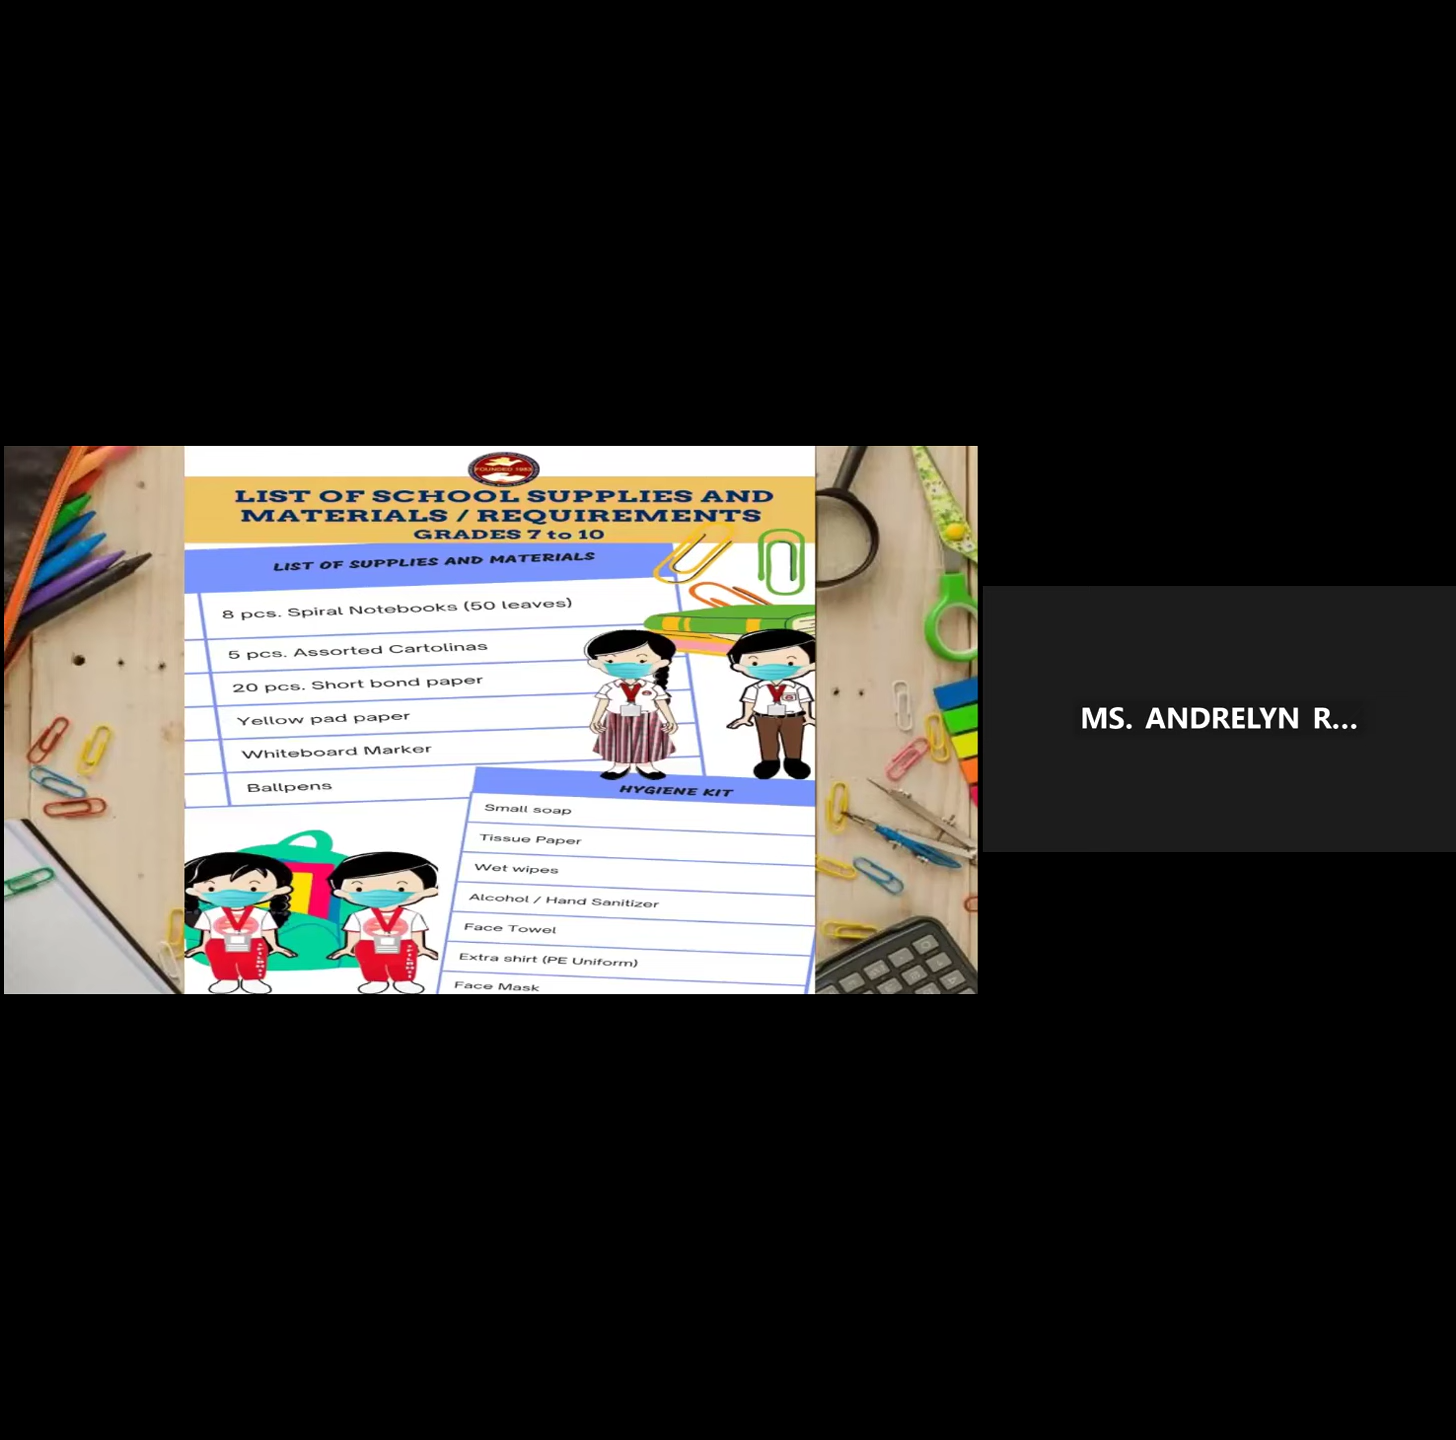 FOUNDED 1983
LIST OF SCHOOL SUPPLIES AND
MATERIALS / REQUIREMENTS
GRADES 7 to 10
LIST OF SUPPLIES AND MATERIALS
8 pcs. Spiral Notebooks (50 leaves)
5 pcs. Assorted Cartolinas
20 pcs. Short bond paper
Yellow pad paper
Whiteboard Marker
Ballpens
HYGIENE KIT
Small soap
Tissue Paper
Wet wipes
Alcohol / Hand Sanitizer
Face Towel
Extra shirt (PE Uniform)
Face Mask
MS. ANDRELYN R...